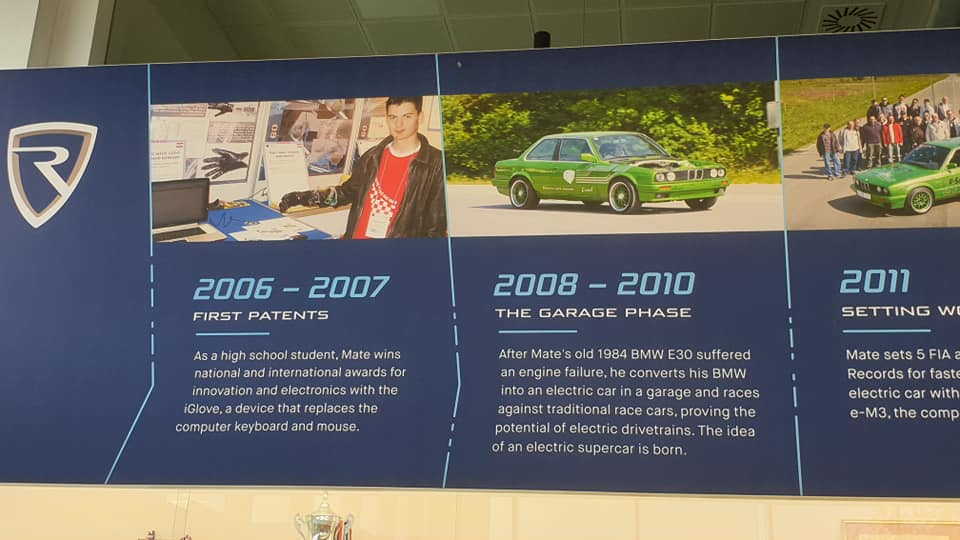 R
2006 – 2007
FIRST PATENTS
As a high school student, Mate wins
national and international awards for
innovation and electronics with the
iGlove, a device that replaces the
computer keyboard and mouse.
2008 – 2010
THE GARAGE PHASE
After Mate's old 1984 BMW E30 suffered
an engine failure, he converts his BMW
into an electric car in a garage and races
against traditional race cars, proving the
potential of electric drivetrains. The idea
of an electric supercar is born.
2011
SETTING WO
Mate sets 5 FIA a
Records for faste
electric car with
e-M3, the comp